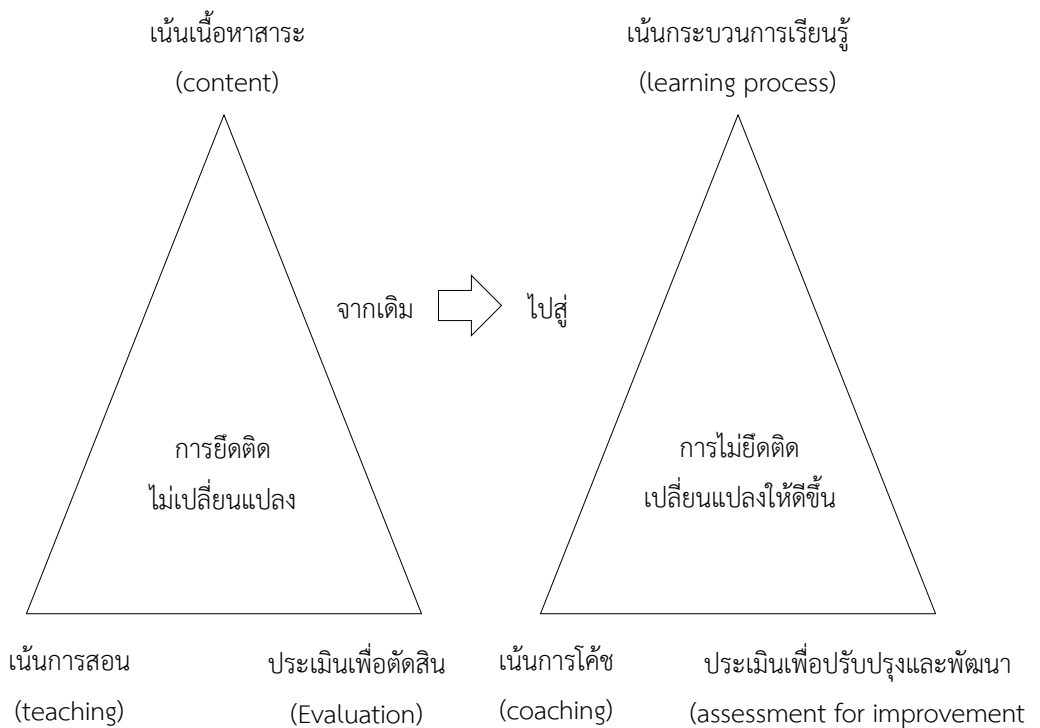 เน้นเนื้อหาสาระ
(content)
เน้นกระบวนการเรียนรู้
(learning process)
จากเดิม
ไปสู่
การยึดติด
ไม่เปลี่ยนแปลง
การไม่ยึดติด
เปลี่ยนแปลงให้ดีขึ้น
เน้นการสอน
(teaching)
ประเมินเพื่อตัดสิน
(Evaluation)
เน้นการโค้ช
(coaching)
ประเมินเพื่อปรับปรุงและพัฒนา
(assessment for improvement